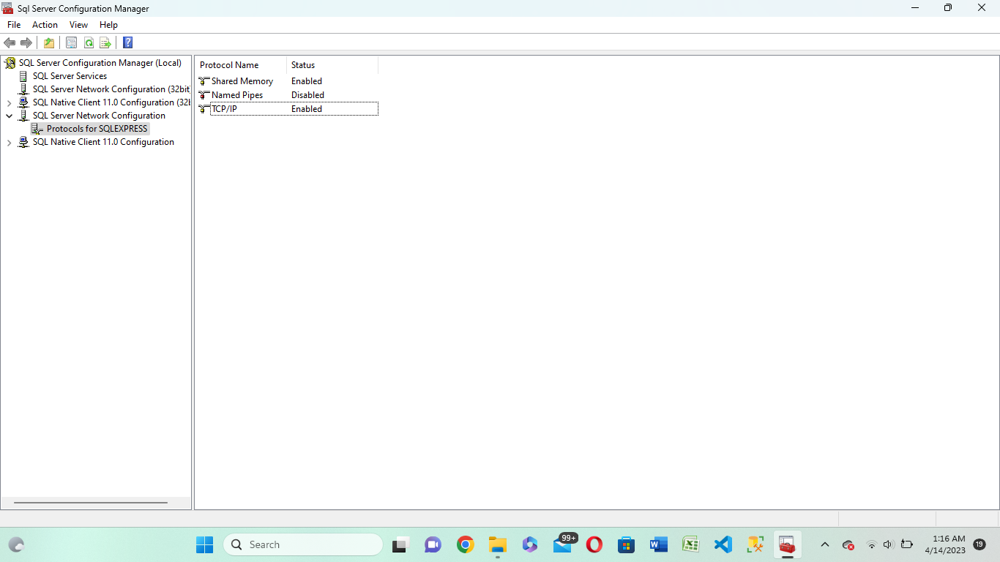 Sql Server Configuration Manager
File Action View Help
SQL Server Configuration Manager (Local)
SQL Server Services
SQL Server Network Configuration (32bit
SQL Native Client 11.0 Configuration (32
SQL Server Network Configuration
Protocols for SQLEXPRESS
SQL Native Client 11.0 Configuration
Protocol Name Status
Shared Memory Enabled
Named Pipes Disabled
TCP/IP Enabled
Search
99+
1:16 AM
4/14/2023
19